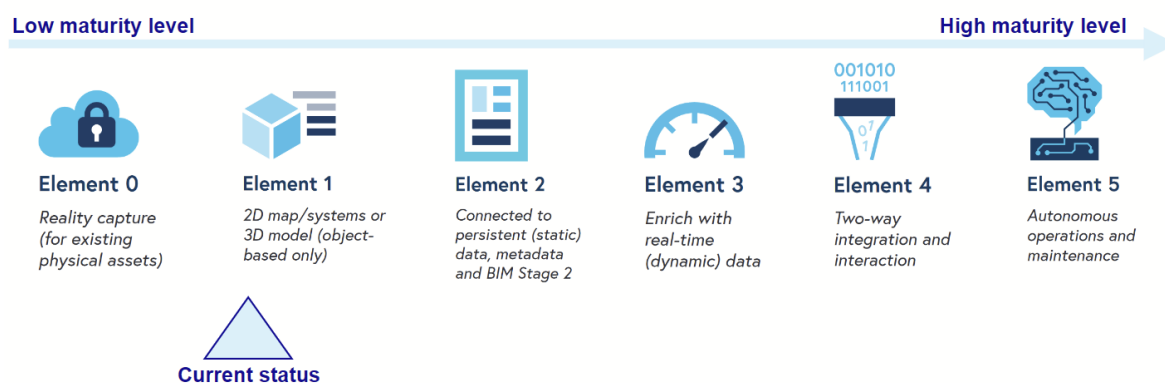 Low maturity level
High maturity level
001010
111001
01
1
Element 0
Reality capture
(for existing
physical assets)
Element 1
2D map/systems or
3D model (object-
based only)
Element 2
Connected to
persistent (static)
data, metadata
and BIM Stage 2
Element 3
Enrich with
real-time
(dynamic) data
Element 4
Two-way
integration and
interaction
Element 5
Autonomous
operations and
maintenance
Current status